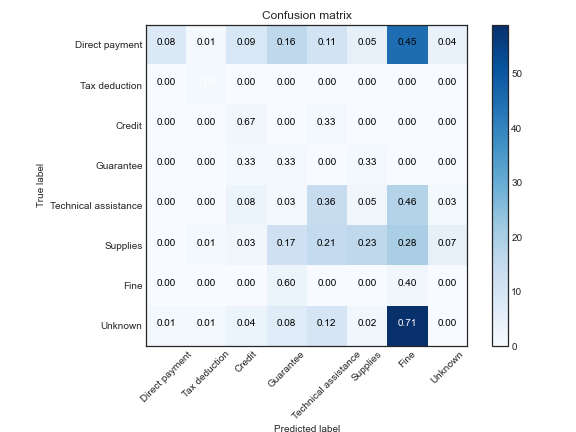 Confusion matrix
Direct payment 0.08 0.01 0.09 0.16 0.11 0.05 0.45 0.04
Tax deduction 0.00 0.00 0.00 0.00 0.00 0.00 0.00
Credit 0.00 0.00 0.67 0.00 0.33 0.00 0.00 0.00
Guarantee 0.00 0.00 0.33 0.33 0.00 0.33 0.00 0.00
Technical assistance 0.00 0.00 0.08 0.03 0.36 0.05 0.46 0.03
Supplies 0.00 0.01 0.03 0.17 0.21 0.23 0.28 0.07
Fine 0.00 0.00 0.00 0.60 0.00 0.00 0.40 0.00
Unknown 0.01 0.01 0.04 0.08 0.12 0.02 0.71 0.00
True label
Direct payment
Tax deduction
Credit
Guarantee
Technical assistance
Supplies
Fine
Unknown
Predicted label
50
40
30
20
10
0